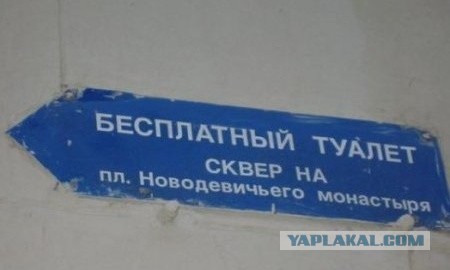 БЕСПЛАТНЫЙ ТУАЛЕТ
СКВЕР НА
пл. Новодевичьего монастыря
YAPLAKAL.COM